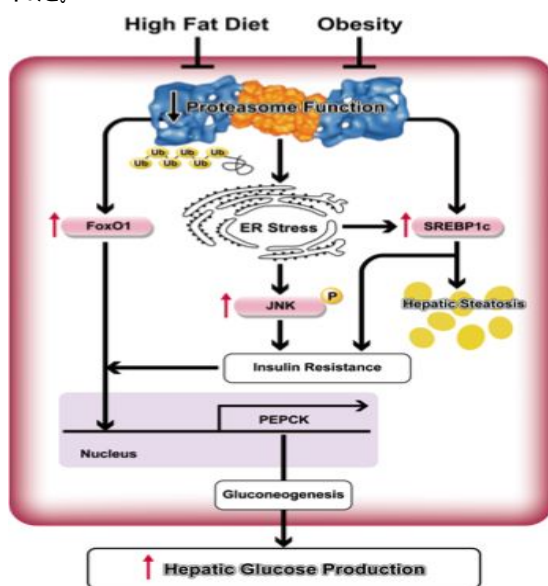 High Fat Diet
Obesity
Proteasome Function
Ub Ub Ub
Ub Ub Ub
FoxO1
ER Stress
SREBP1c
JNK
P
Hepatic Steatosis
Insulin Resistance
PEPCK
Nucleus
Gluconeogenesis
Hepatic Glucose Production